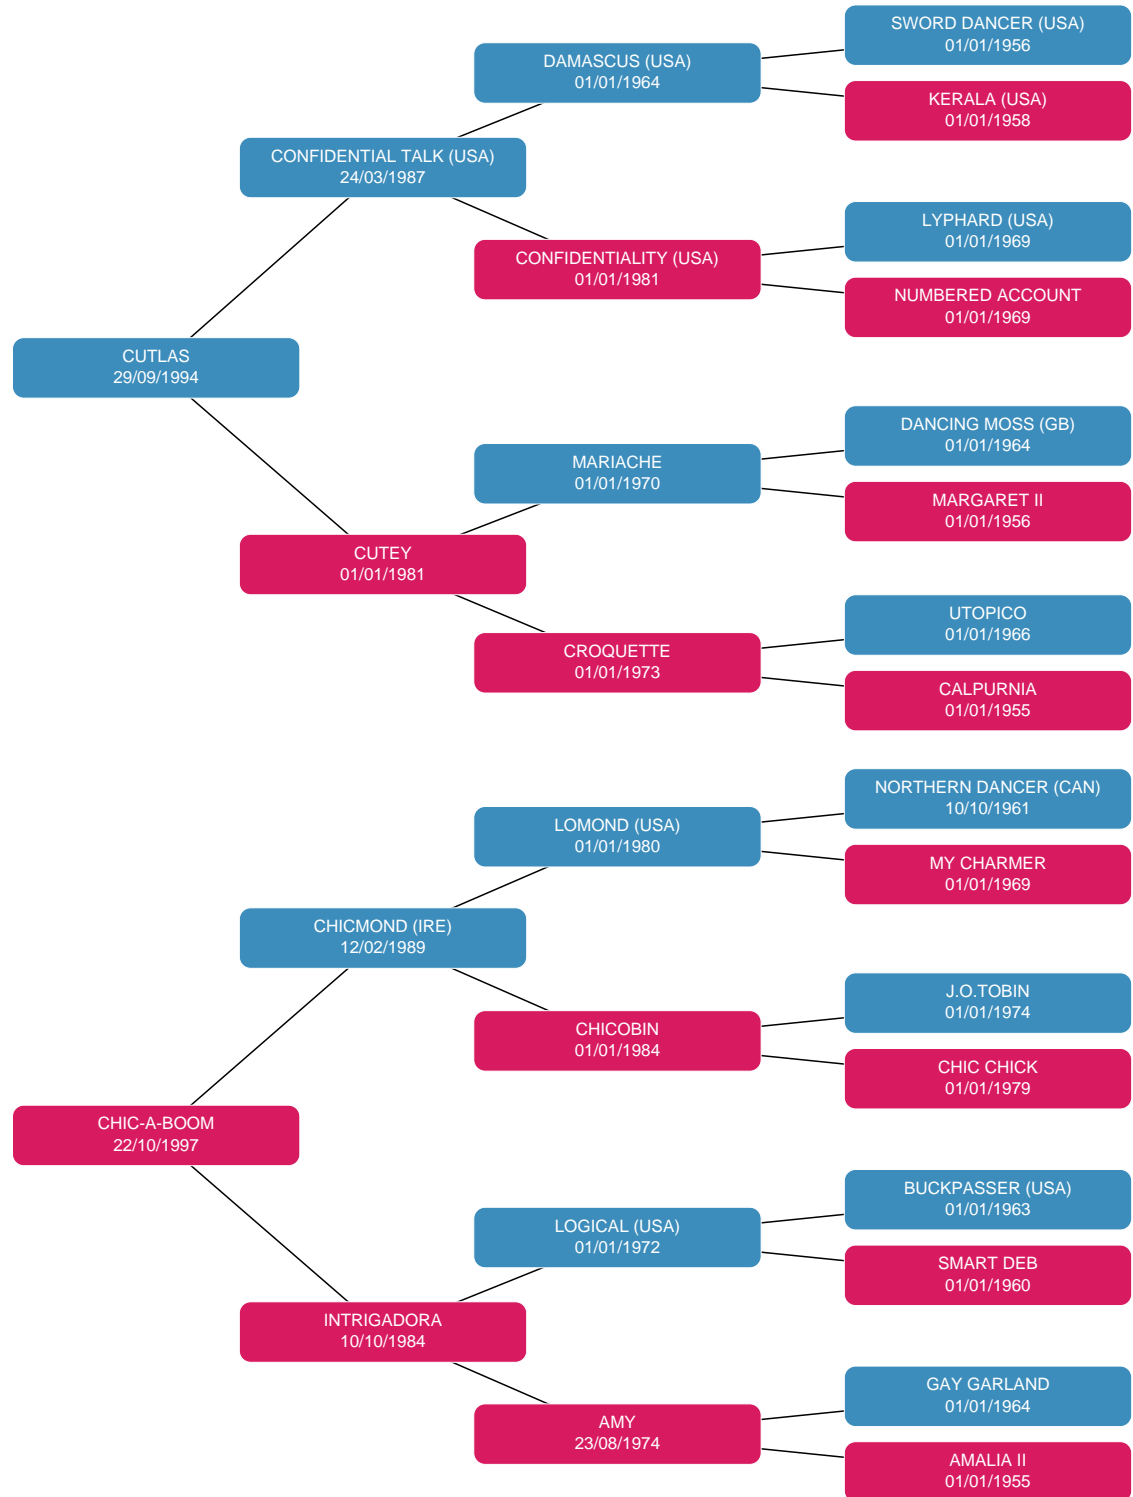 SWORD DANCER (USA)
01/01/1956
DAMASCUS (USA)
01/01/1964
KERALA (USA)
01/01/1958
CONFIDENTIAL TALK (USA)
24/03/1987
LYPHARD (USA)
01/01/1969
CONFIDENTIALITY (USA)
01/01/1981
NUMBERED ACCOUNT
01/01/1969
CUTLAS
29/09/1994
DANCING MOSS (GB)
01/01/1964
MARIACHE
01/01/1970
MARGARET II
01/01/1956
CUTEY
01/01/1981
UTOPICO
01/01/1966
CROQUETTE
01/01/1973
CALPURNIA
01/01/1955
NORTHERN DANCER (CAN)
10/10/1961
LOMOND (USA)
01/01/1980
MY CHARMER
01/01/1969
CHICMOND (IRE)
12/02/1989
J.O.TOBIN
01/01/1974
CHICOBIN
01/01/1984
CHIC CHICK
01/01/1979
CHIC-A-BOOM
22/10/1997
BUCKPASSER (USA)
01/01/1963
LOGICAL (USA)
01/01/1972
SMART DEB
01/01/1960
INTRIGADORA
10/10/1984
GAY GARLAND
01/01/1964
AMY
23/08/1974
AMALIA II
01/01/1955